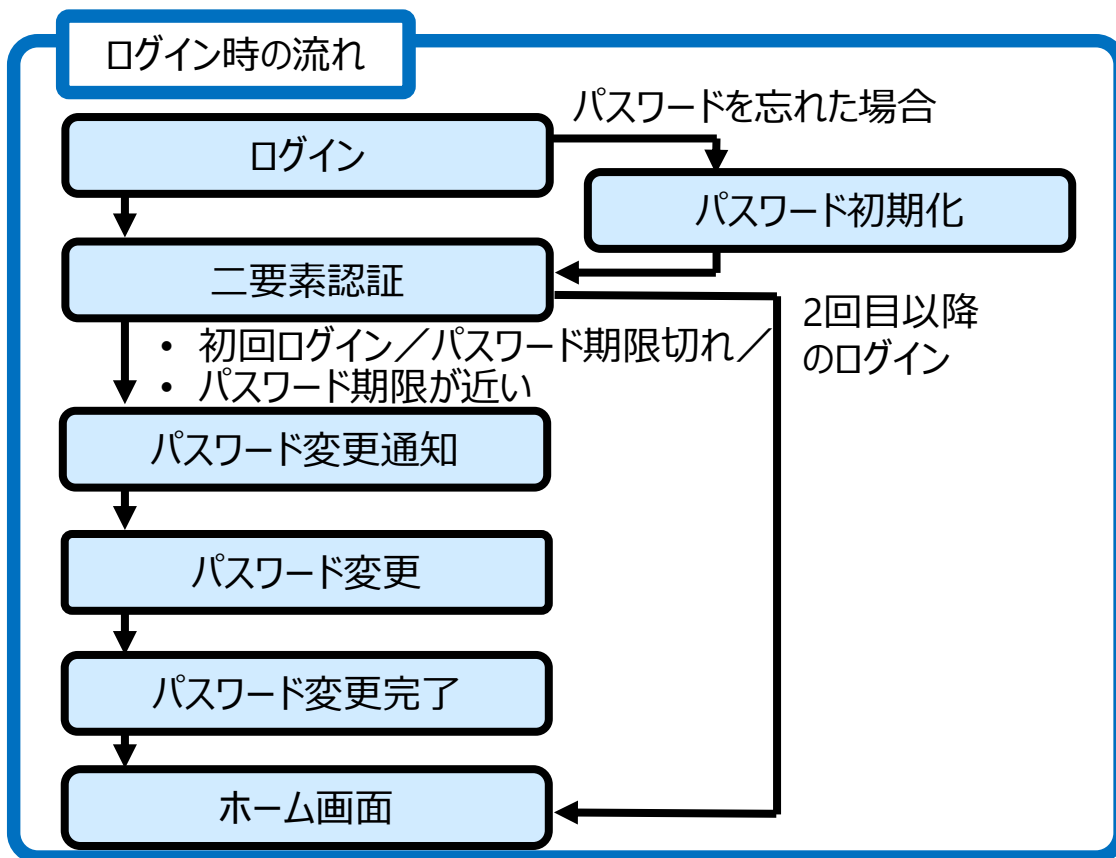 ログイン時の流れ
パスワードを忘れた場合
ログイン
パスワード初期化
二要素認証
2回目以降
のログイン
• 初回ログイン／パスワード期限切れ／
• パスワード期限が近い
パスワード変更通知
パスワード変更
パスワード変更完了
ホーム画面